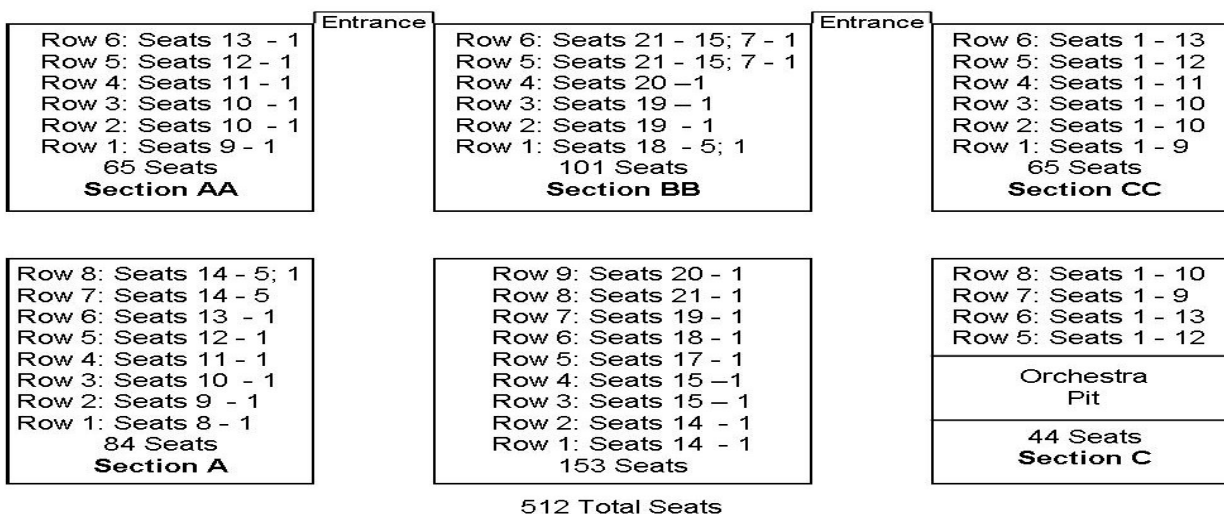 Entrance
Entrance
Row 6: Seats 13 - 1
Row 5: Seats 12 - 1
Row 4: Seats 11 - 1
Row 3: Seats 10 - 1
Row 2: Seats 10 - 1
Row 1: Seats 9 - 1
65 Seats
Section AA
Row 6: Seats 21 - 15; 7 - 1
Row 5: Seats 21 - 15; 7 - 1
Row 4: Seats 20 –1
Row 3: Seats 19 – 1
Row 2: Seats 19 - 1
Row 1: Seats 18 - 5; 1
101 Seats
Section BB
Row 6: Seats 1 - 13
Row 5: Seats 1 - 12
Row 4: Seats 1 - 11
Row 3: Seats 1 - 10
Row 2: Seats 1 - 10
Row 1: Seats 1 - 9
65 Seats
Section CC
Row 8: Seats 14 - 5; 1
Row 7: Seats 14 - 5
Row 6: Seats 13 - 1
Row 5: Seats 12 - 1
Row 4: Seats 11 - 1
Row 3: Seats 10 - 1
Row 2: Seats 9 - 1
Row 1: Seats 8 - 1
84 Seats
Section A
Row 9: Seats 20 - 1
Row 8: Seats 21 - 1
Row 7: Seats 19 - 1
Row 6: Seats 18 - 1
Row 5: Seats 17 - 1
Row 4: Seats 15 –1
Row 3: Seats 15 – 1
Row 2: Seats 14 - 1
Row 1: Seats 14 - 1
153 Seats
Row 8: Seats 1 - 10
Row 7: Seats 1 - 9
Row 6: Seats 1 - 13
Row 5: Seats 1 - 12
Orchestra
Pit
44 Seats
Section C
512 Total Seats